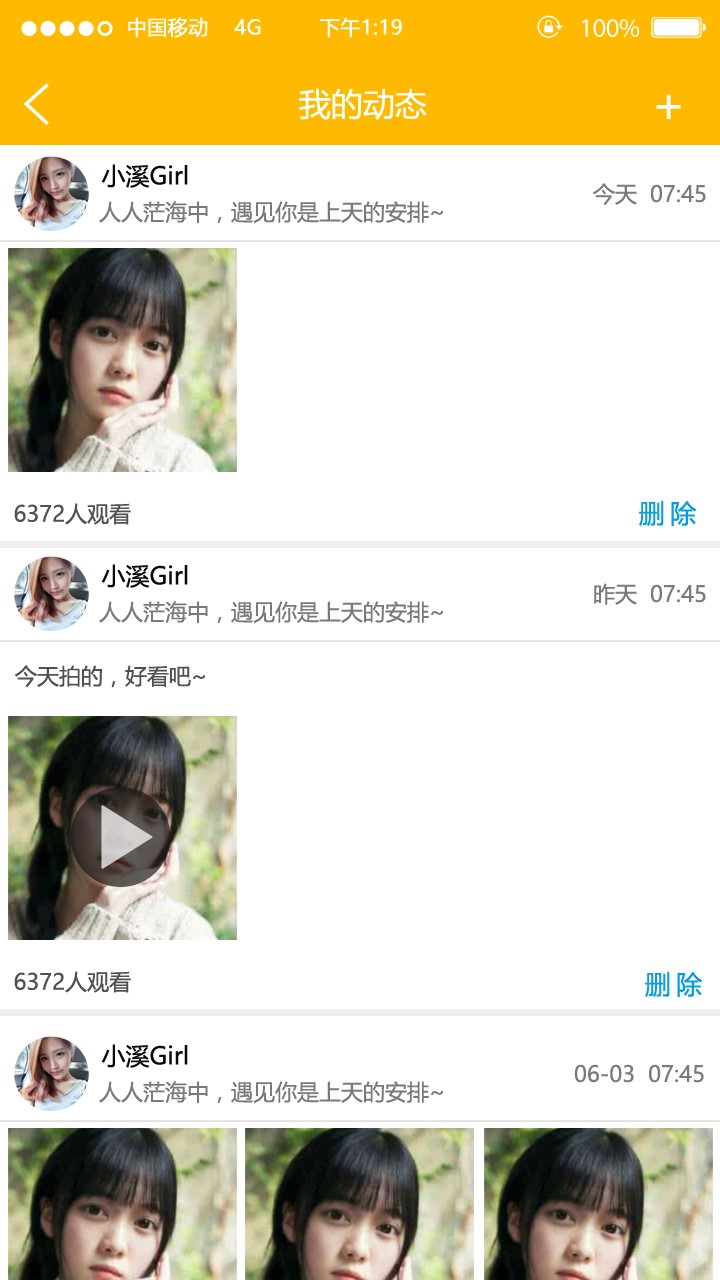 中国移动 4G 下午1:19 100%
我的动态 +
小溪Girl
人人茫海中，遇见你是上天的安排~
今天 07:45
6372人观看 删 除
小溪Girl
人人茫海中，遇见你是上天的安排~
昨天 07:45
今天拍的，好看吧~
6372人观看 删 除
小溪Girl
人人茫海中，遇见你是上天的安排~
06-03 07:45